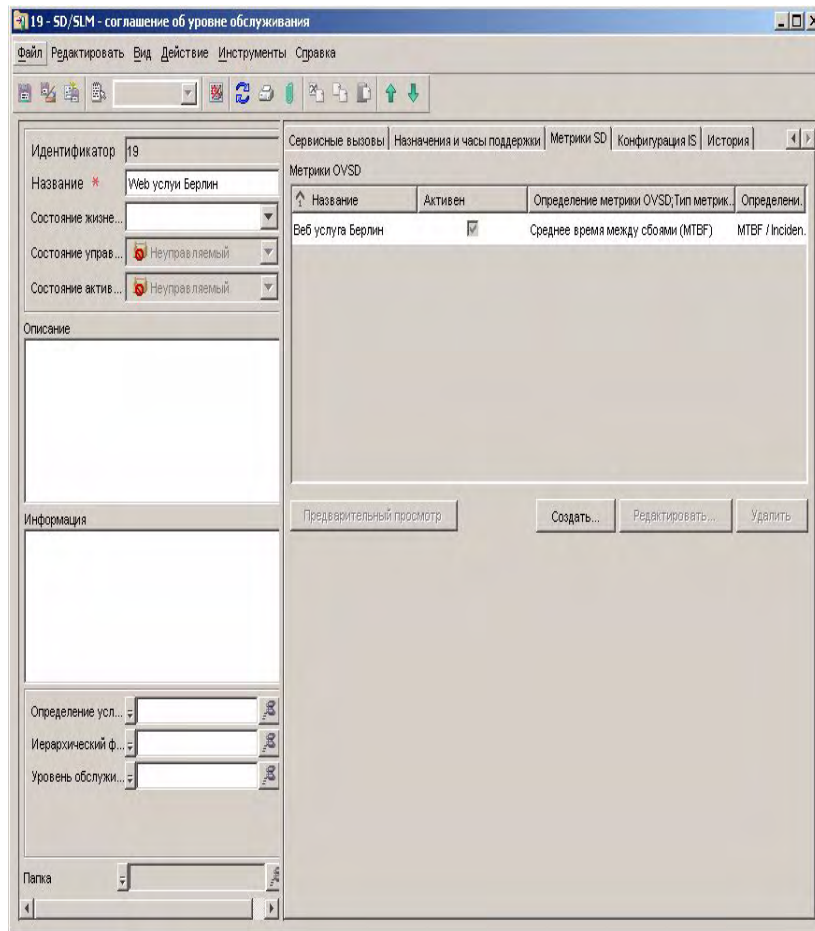 19 - SD/SLM - соглашение об уровне обслуживания
Файл Редактировать Вид Действие Инструменты Справка
Идентификатор 19
Название * Web услуи Берлин
Состояние жизне...
Состояние управ... Неуправляемый
Состояние актив... Неуправляемый
Описание
Информация
Определение усл...
Иерархический ф...
Уровень обслужи...
Папка
Сервисные вызовы Назначения и часы поддержки Метрики SD Конфигурация IS История
Метрики OVSD
Название Активен Определение метрики OVSD;Тип метрик.. Определени.
Веб услуга Берлин Среднее время между сбоями (MTBF) MTBF / Inciden.
Предварительный просмотр Создать... Редактировать... Удалить